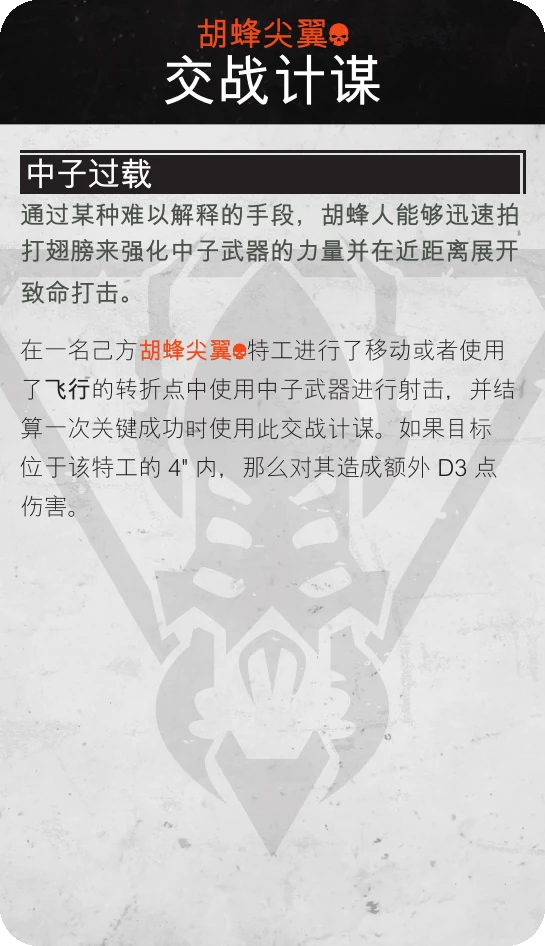 胡蜂尖翼
交战计谋
中子过载
通过某种难以解释的手段，胡蜂人能够迅速拍
打翅膀来强化中子武器的力量并在近距离展开
致命打击。
在一名己方胡蜂尖翼特工进行了移动或者使用
了飞行的转折点中使用中子武器进行射击，并结
算一次关键成功时使用此交战计谋。如果目标
位于该特工的 4" 内，那么对其造成额外 D3 点
伤害。